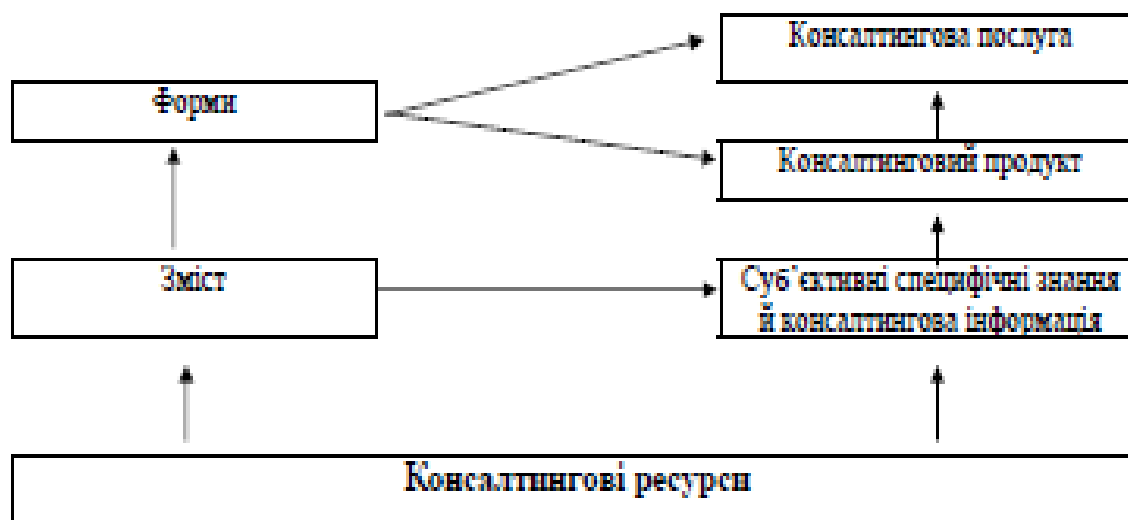 Консалтингова послуга
Форми
Консалтинговий продукт
Зміст
Суб´єктивні специфічні знання
й консалтингова інформація
Консалтингові ресурси